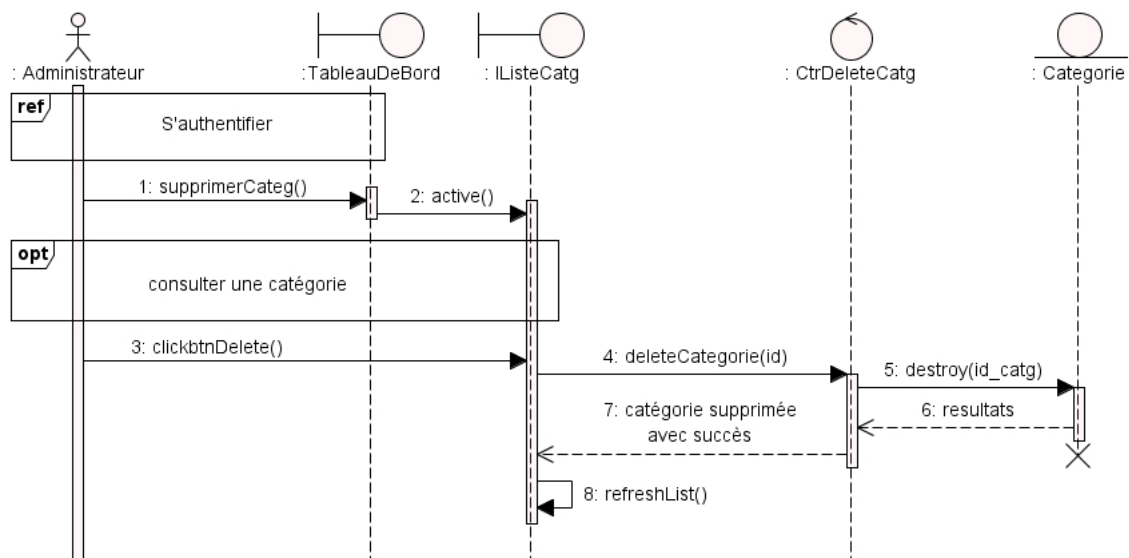 : Administrateur
:TableauDeBord
: IListeCatg
: CtrDeleteCatg
: Categorie
ref
S'authentifier
1: supprimerCateg()
2: active()
opt
consulter une catégorie
3: clickbtnDelete()
4: deleteCategorie(id)
5: destroy(id_catg)
6: resultats
7: catégorie supprimée
avec succès
8: refreshList()